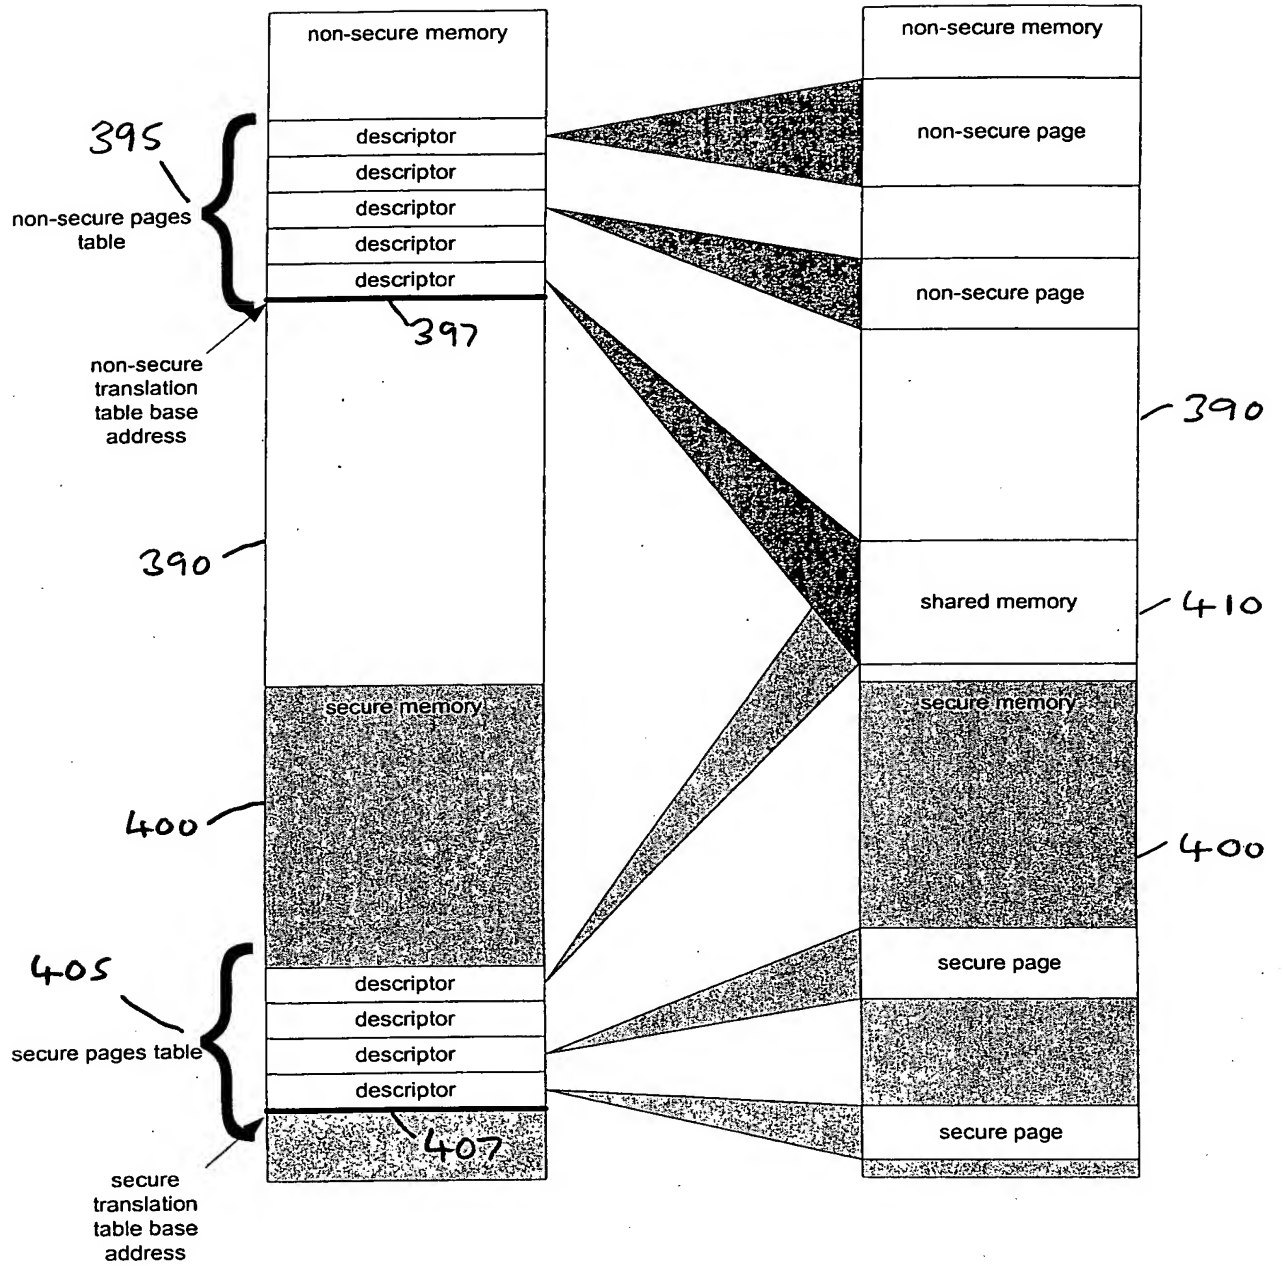 non-secure memory
non-secure memory
395
descriptor
non-secure page
descriptor
descriptor
non-secure pages
table
descriptor
descriptor
non-secure page
397
non-secure
translation
table base
address
390
390
shared memory
410
secure memory
secure memory
400
400
405
descriptor
secure page
descriptor
secure pages table
descriptor
descriptor
secure page
407
secure
translation
table base
address